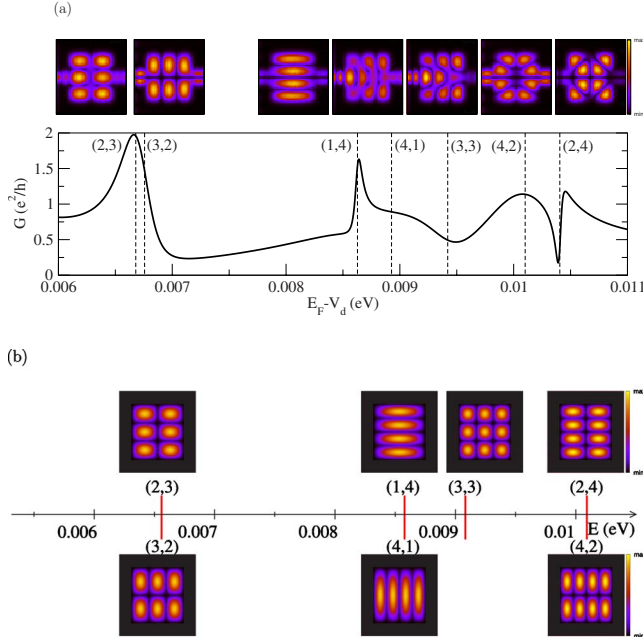 (a)
max
min
2
1.5
1
0.5
0
G (e²/h)
(2,3) (3,2) (1,4) (4,1) (3,3) (4,2) (2,4)
0.006 0.007 0.008 0.009 0.01 0.011
E_F-V_d (eV)
(b)
max
min
(2,3) (1,4) (3,3) (2,4)
0.006 0.007 0.008 0.009 0.01 E (eV)
(3,2) (4,1) (4,2)
max
min